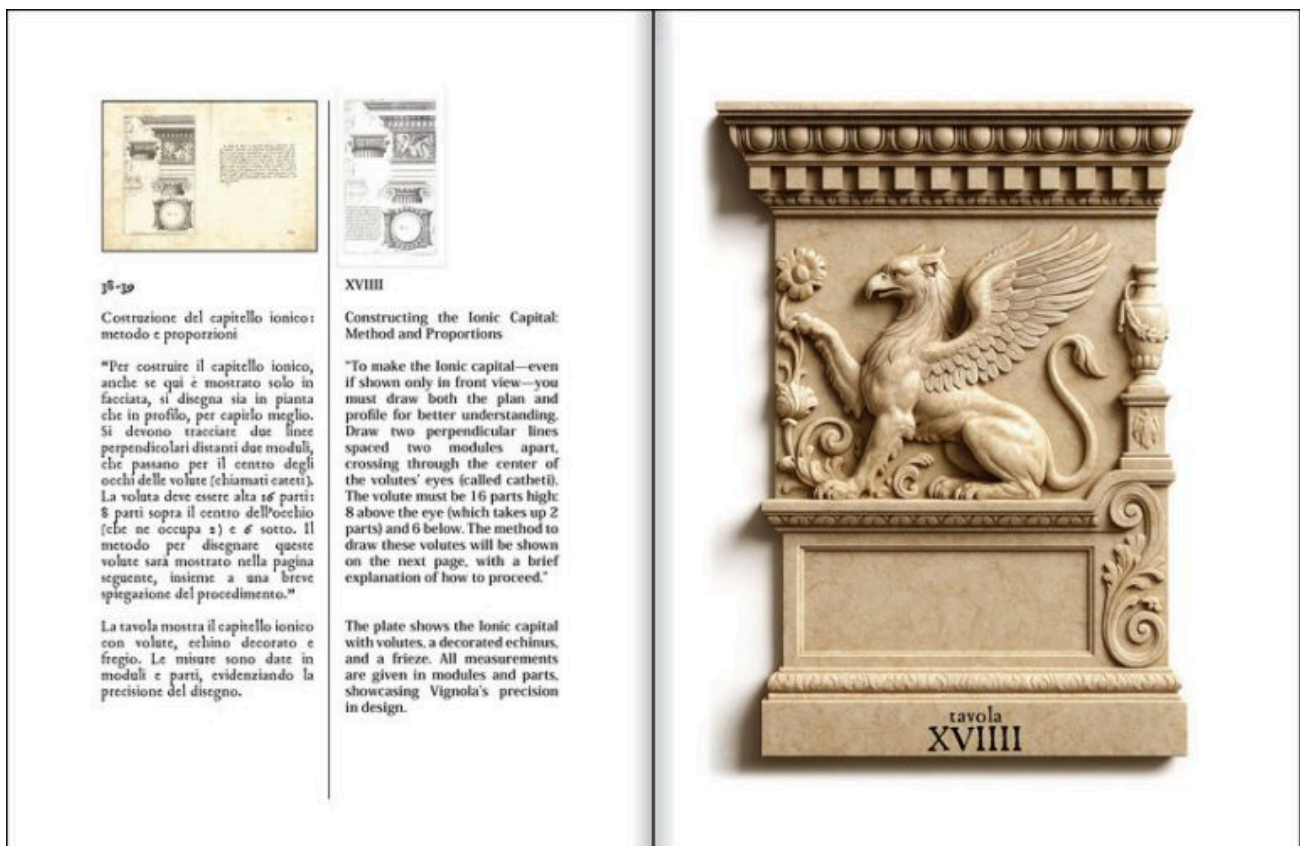 38-39
Costruzione del capitello ionico:
metodo e proporzioni
"Per costruire il capitello ionico,
anche se qui è mostrato solo in
facciata, si disegna sia in pianta
che in profilo, per capirlo meglio.
Si devono tracciare due linee
perpendicolari distanti due moduli,
che passano per il centro degli
occhi delle volute (chiamati cateti).
La voluta deve essere alta 16 parti:
8 parti sopra il centro dell'occhio
(che ne occupa 2) e 6 sotto. Il
metodo per disegnare queste
volute sarà mostrato nella pagina
seguente, insieme a una breve
spiegazione del procedimento."
La tavola mostra il capitello ionico
con volute, echino decorato e
fregio. Le misure sono date in
moduli e parti, evidenziando la
precisione del disegno.
XVIIII
Constructing the Ionic Capital:
Method and Proportions
"To make the Ionic capital—even
if shown only in front view—you
must draw both the plan and
profile for better understanding.
Draw two perpendicular lines
spaced two modules apart,
crossing through the center of
the volutes' eyes (called catheti).
The volute must be 16 parts high:
8 above the eye (which takes up 2
parts) and 6 below. The method to
draw these volutes will be shown
on the next page, with a brief
explanation of how to proceed."
The plate shows the Ionic capital
with volutes, a decorated echinus,
and a frieze. All measurements
are given in modules and parts,
showcasing Vignola's precision
in design.
tavola
XVIIII